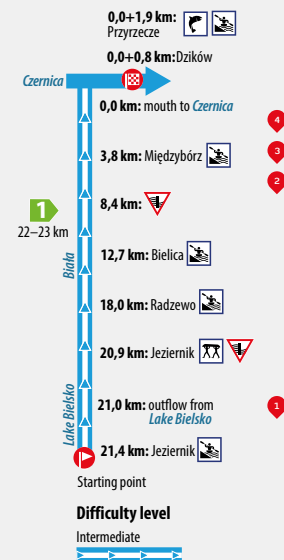 0,0+1,9 km:
Przyrzecze
0,0+0,8 km:Dzików
Czernica
0,0 km: mouth to Czernica
4
3,8 km: Międzybórz
3
2
8,4 km:
1
22–23 km
Biała
12,7 km: Bielica
18,0 km: Radzewo
20,9 km: Jeziernik
21,0 km: outflow from
Lake Bielsko
1
Lake Bielsko
21,4 km: Jeziernik
Starting point
Difficulty level
Intermediate